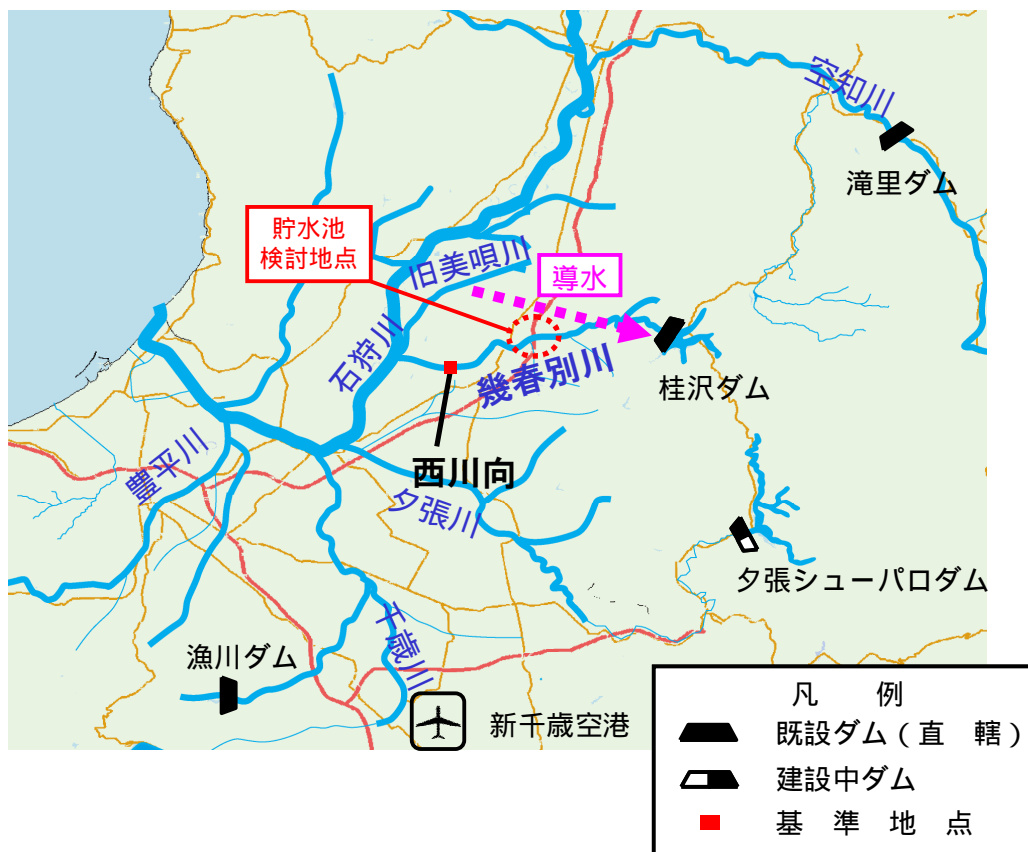 空知川
滝里ダム
貯水池
検討地点
旧美唄川
導水
石狩川
幾春別川
桂沢ダム
西川向
豊平川
夕張川
夕張シューパロダム
千歳川
漁川ダム
新千歳空港
凡 例
既設ダム(直 轄)
建設中ダム
基 準 地 点